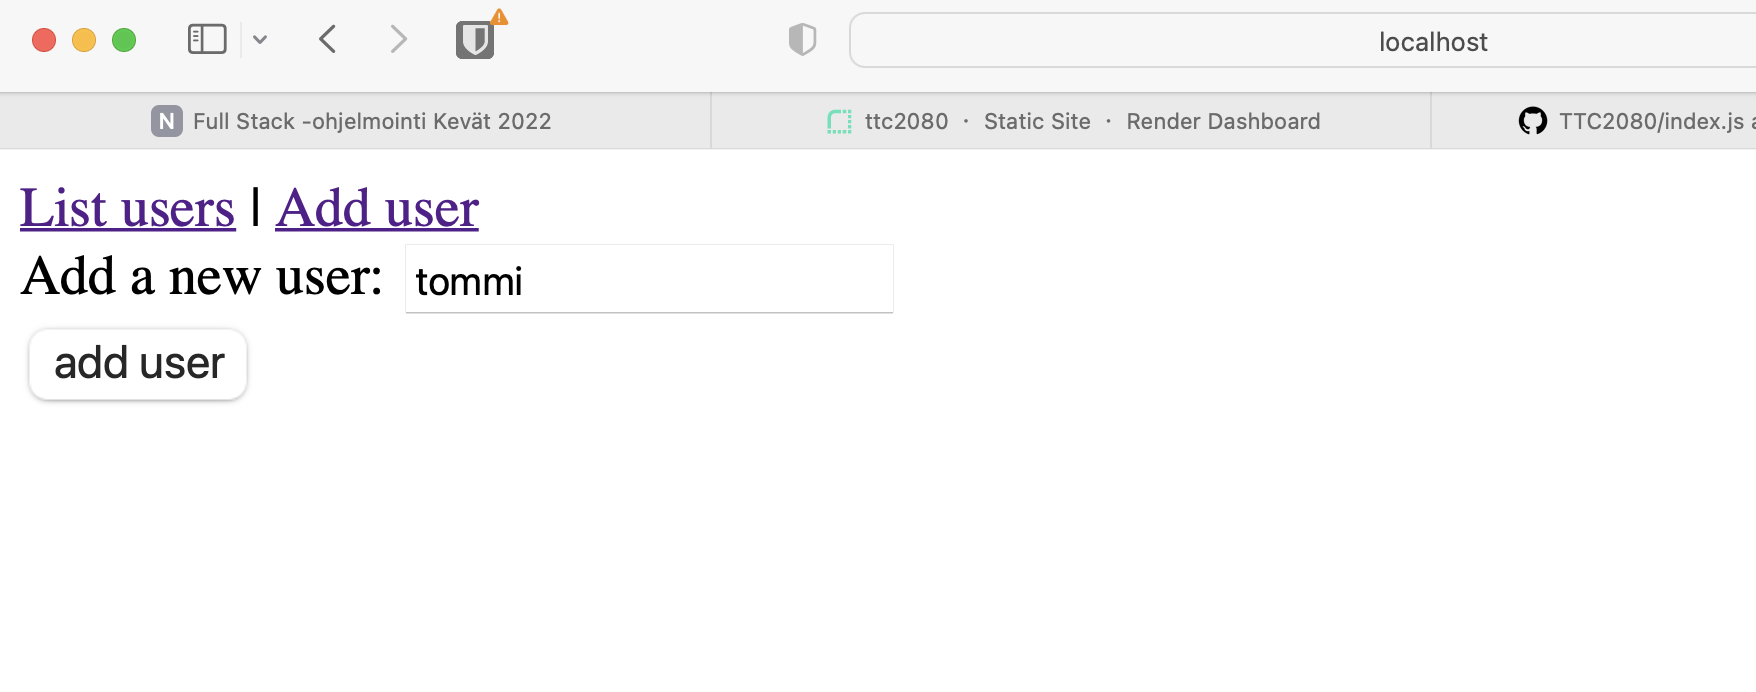 localhost
N Full Stack -ohjelmointi Kevät 2022
ttc2080 · Static Site · Render Dashboard
TTC2080/index.js
List users | Add user
Add a new user: tommi
add user